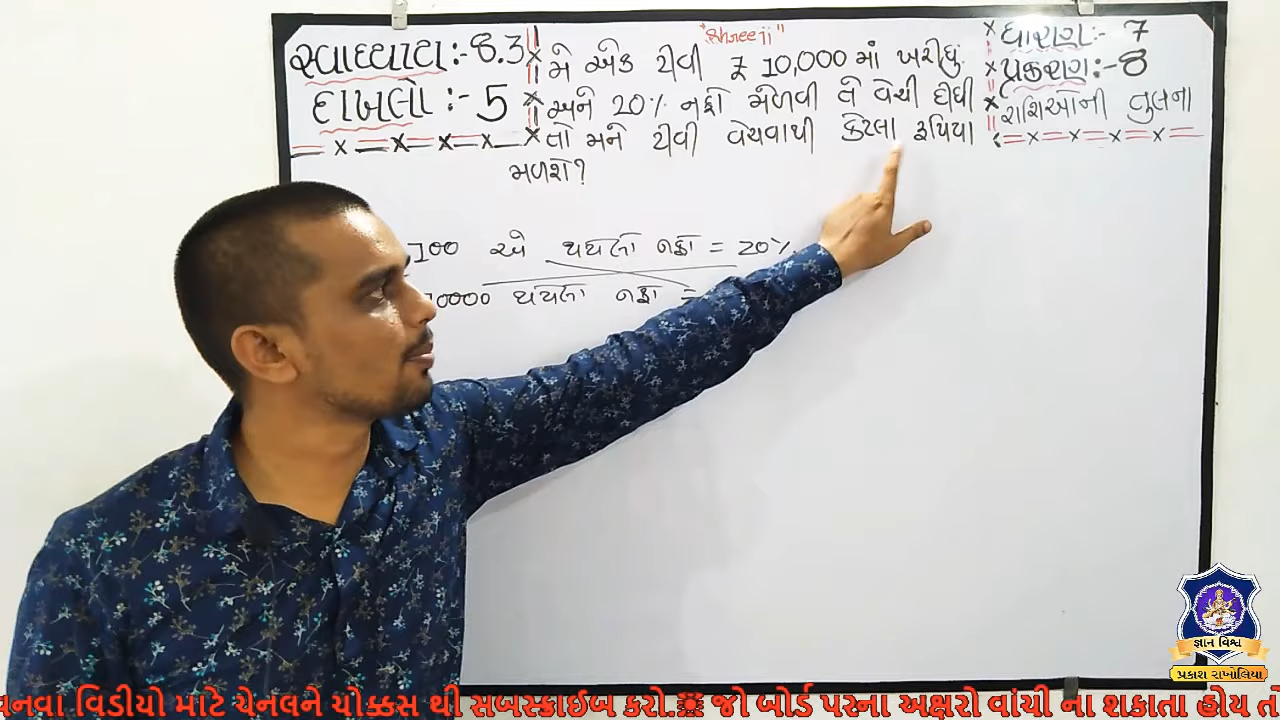 "Shreeji"
સ્વાધ્યાય :- 8.3
દાખલો :- 5
મે એક ટીવી ₹ 10,000 માં ખરીધુ.
અને 20% નફો મેળવી તે વેચી દીધી
તો મને ટીવી વેચવાથી કેટલા રૂપિયા
મળશે?
ધોરણ :- 7
પ્રકરણ :- 8
રાશિઓની તુલના
100 એ થયેલો નફો = 20%
10000 થયેલા નફો =
જ્ઞાન વિશ્વ
પ્રકાશ રાખોલિયા
વનવા વિડીયો માટે ચેનલને ચોક્કસ થી સબસ્ક્રાઈબ કરો. જો બોર્ડ પરના અક્ષરો વાંચી ના શકાતા હોય તો